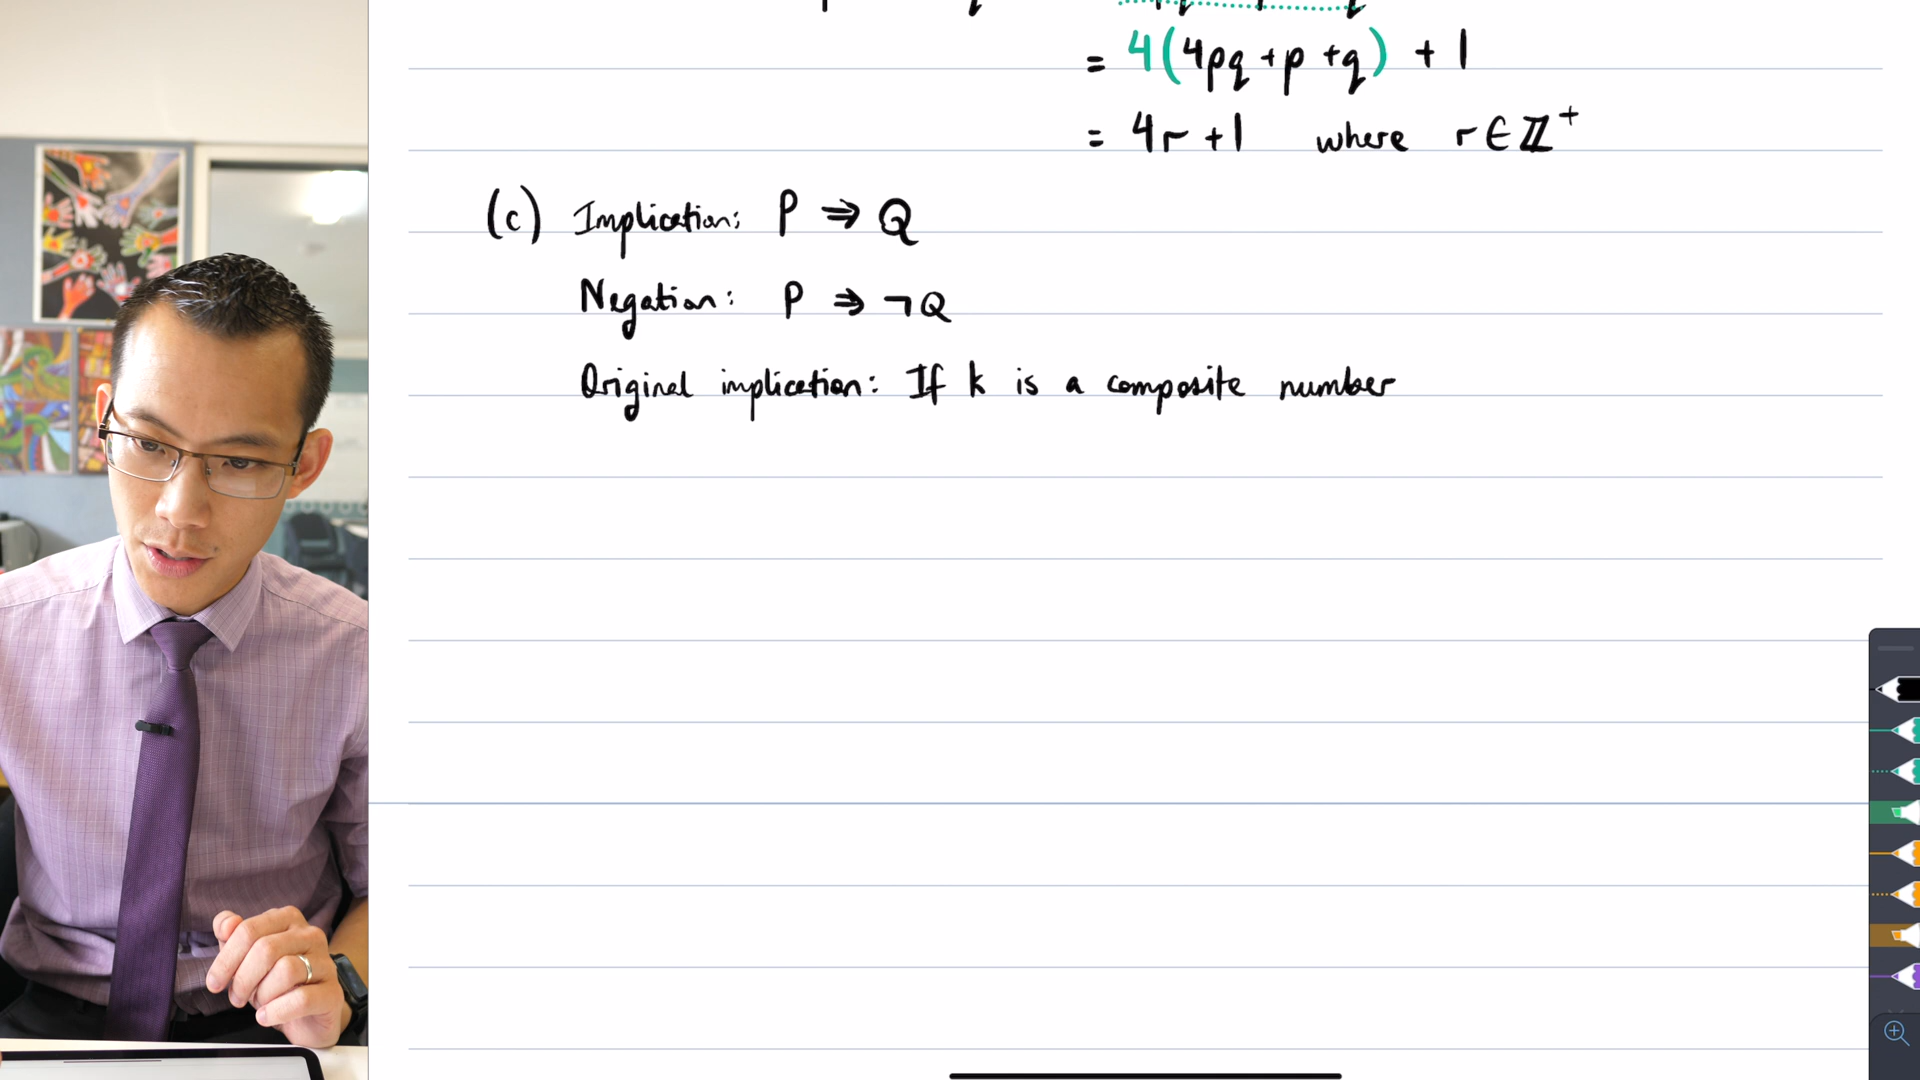 = 4(4pq + p + q) + 1
= 4r + 1 where r ∈ ℤ⁺
(c) Implication: P ⇒ Q
Negation: P ⇒ ¬Q
Original implication: If k is a composite number